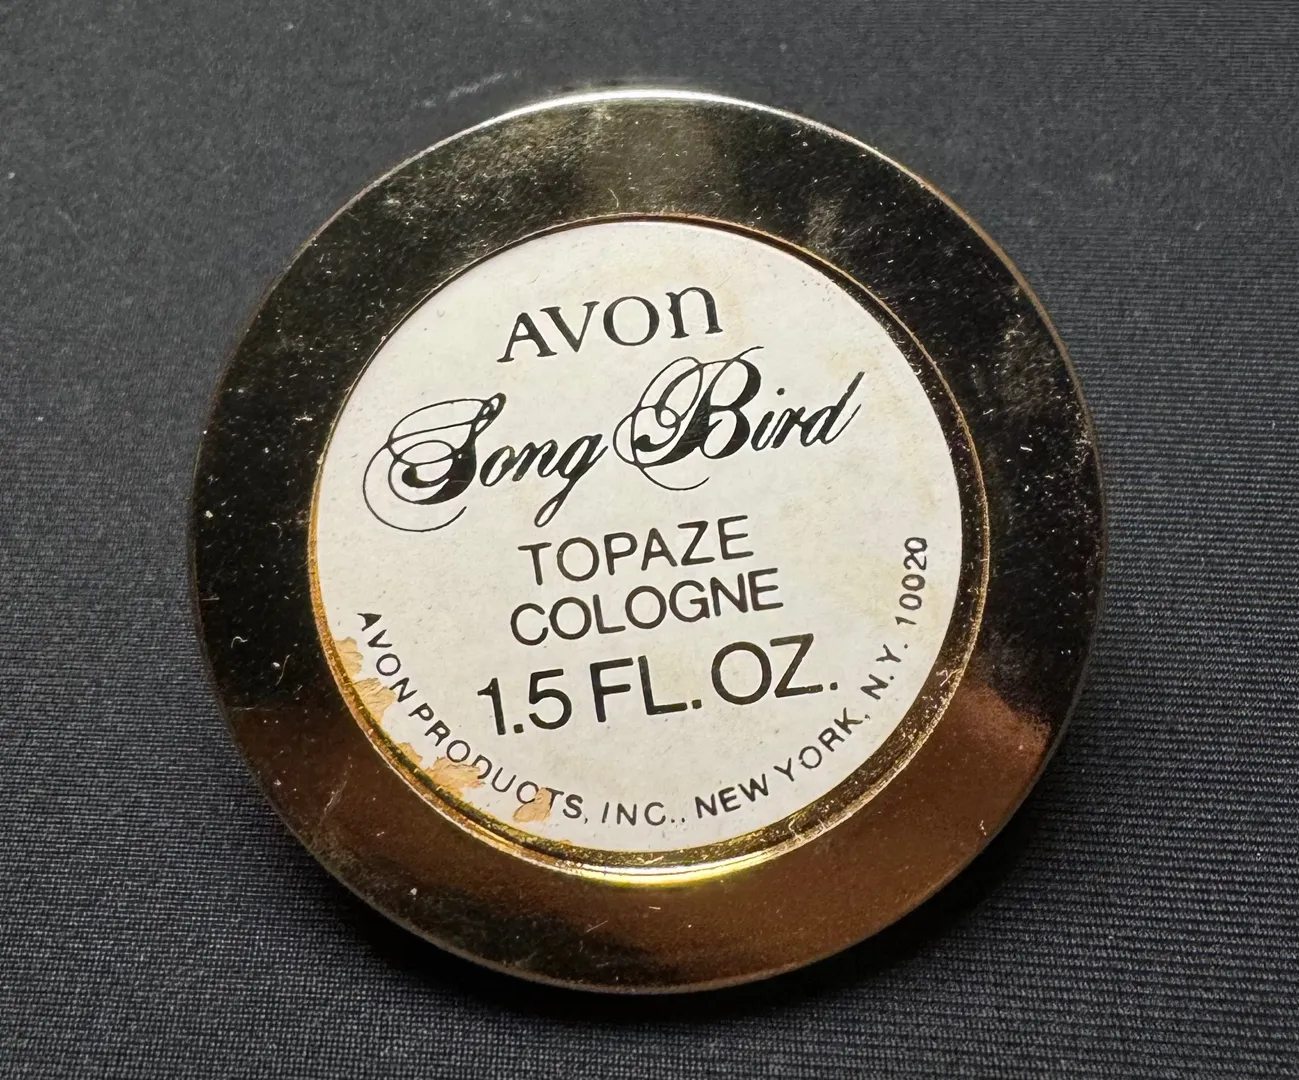 AVON
Song Bird
TOPAZE
COLOGNE
1.5 FL. OZ.
AVON PRODUCTS, INC., NEW YORK, N.Y. 10020